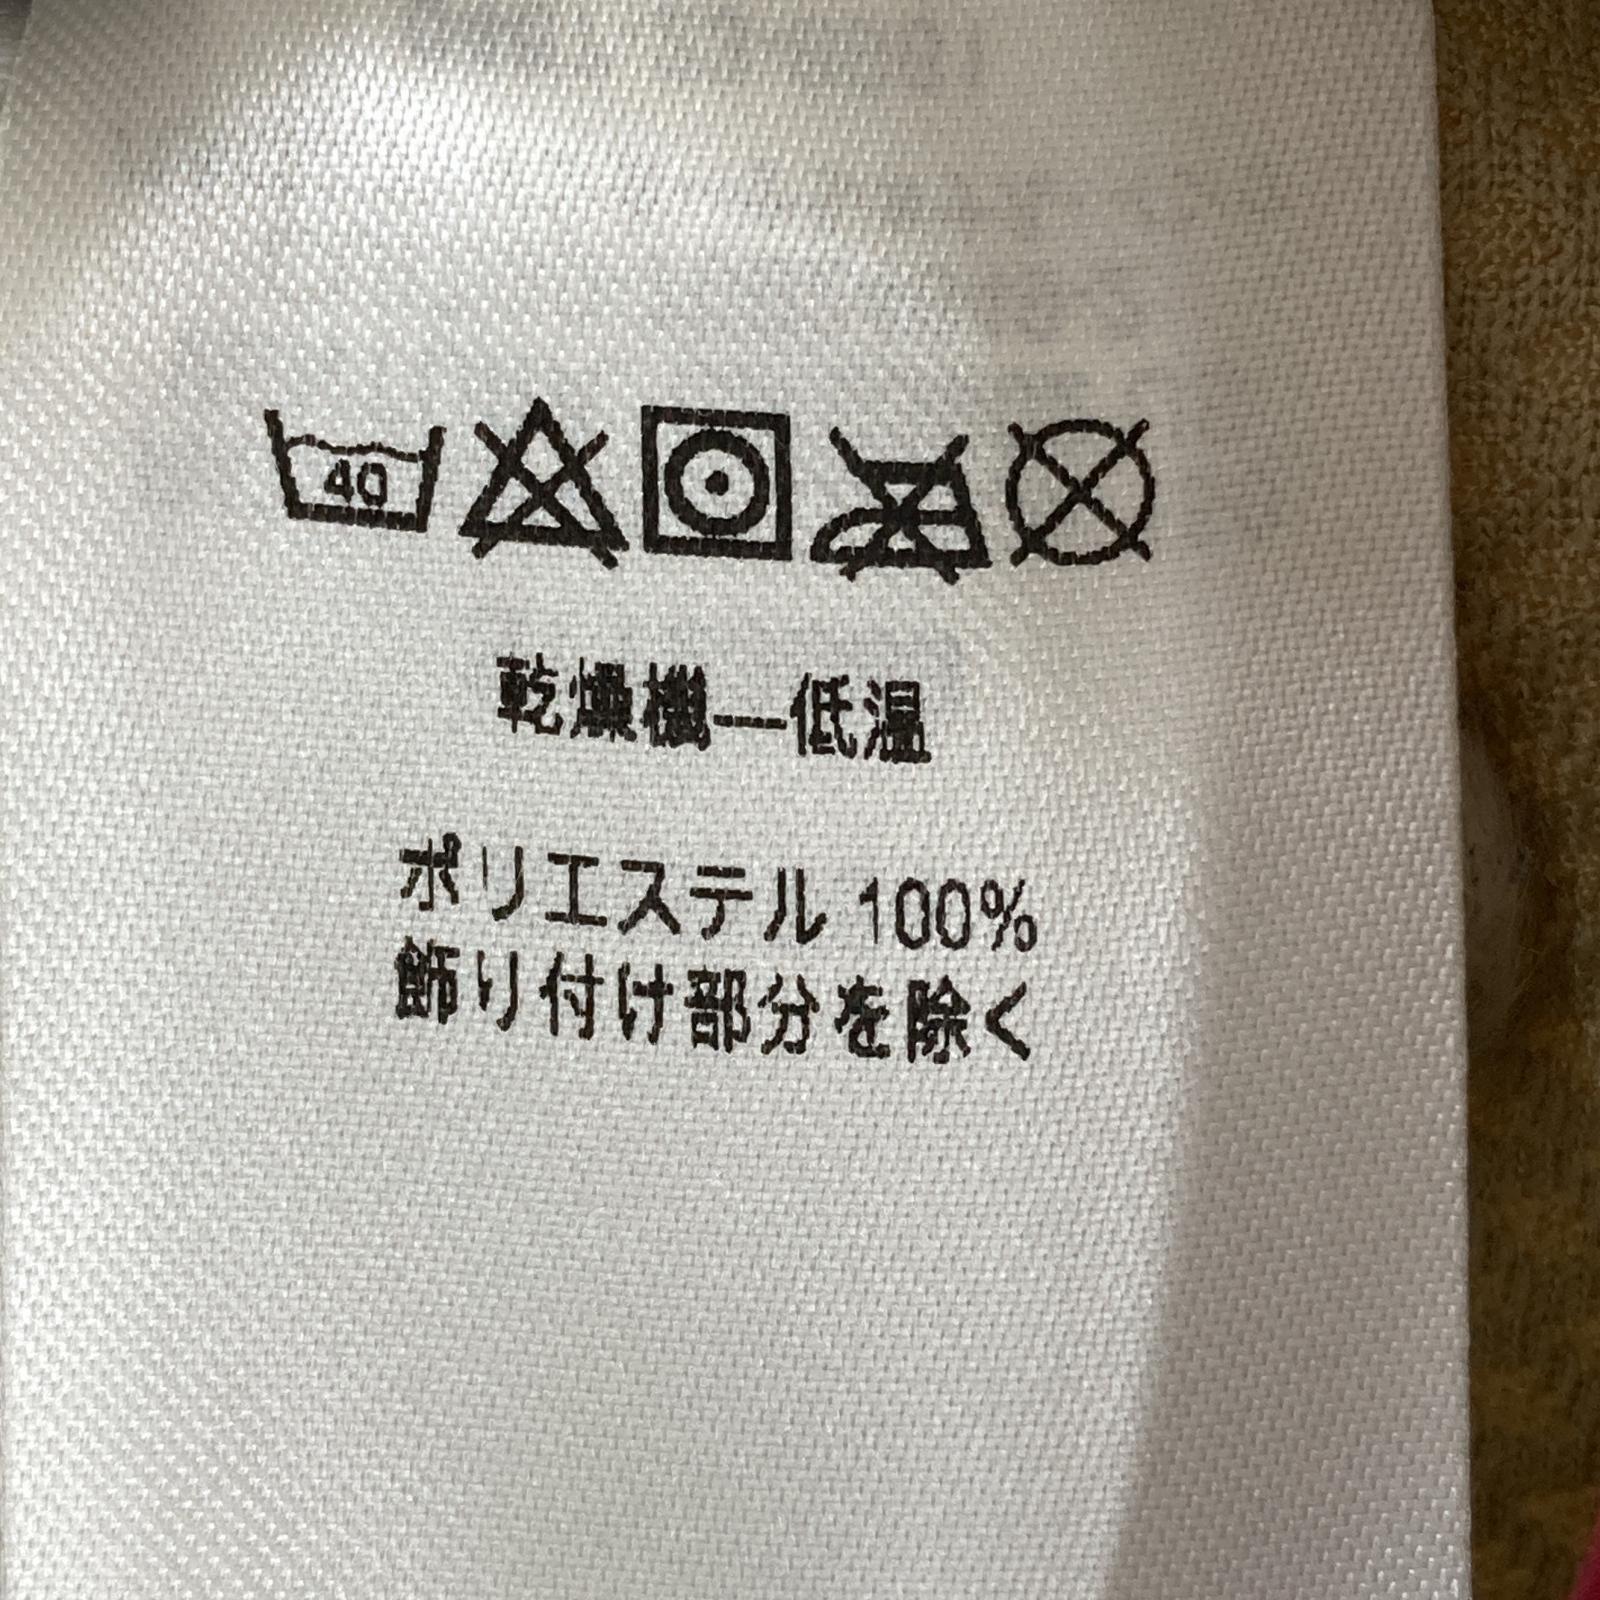 40
乾燥機—低温
ポリエステル 100%
飾り付け部分を除く